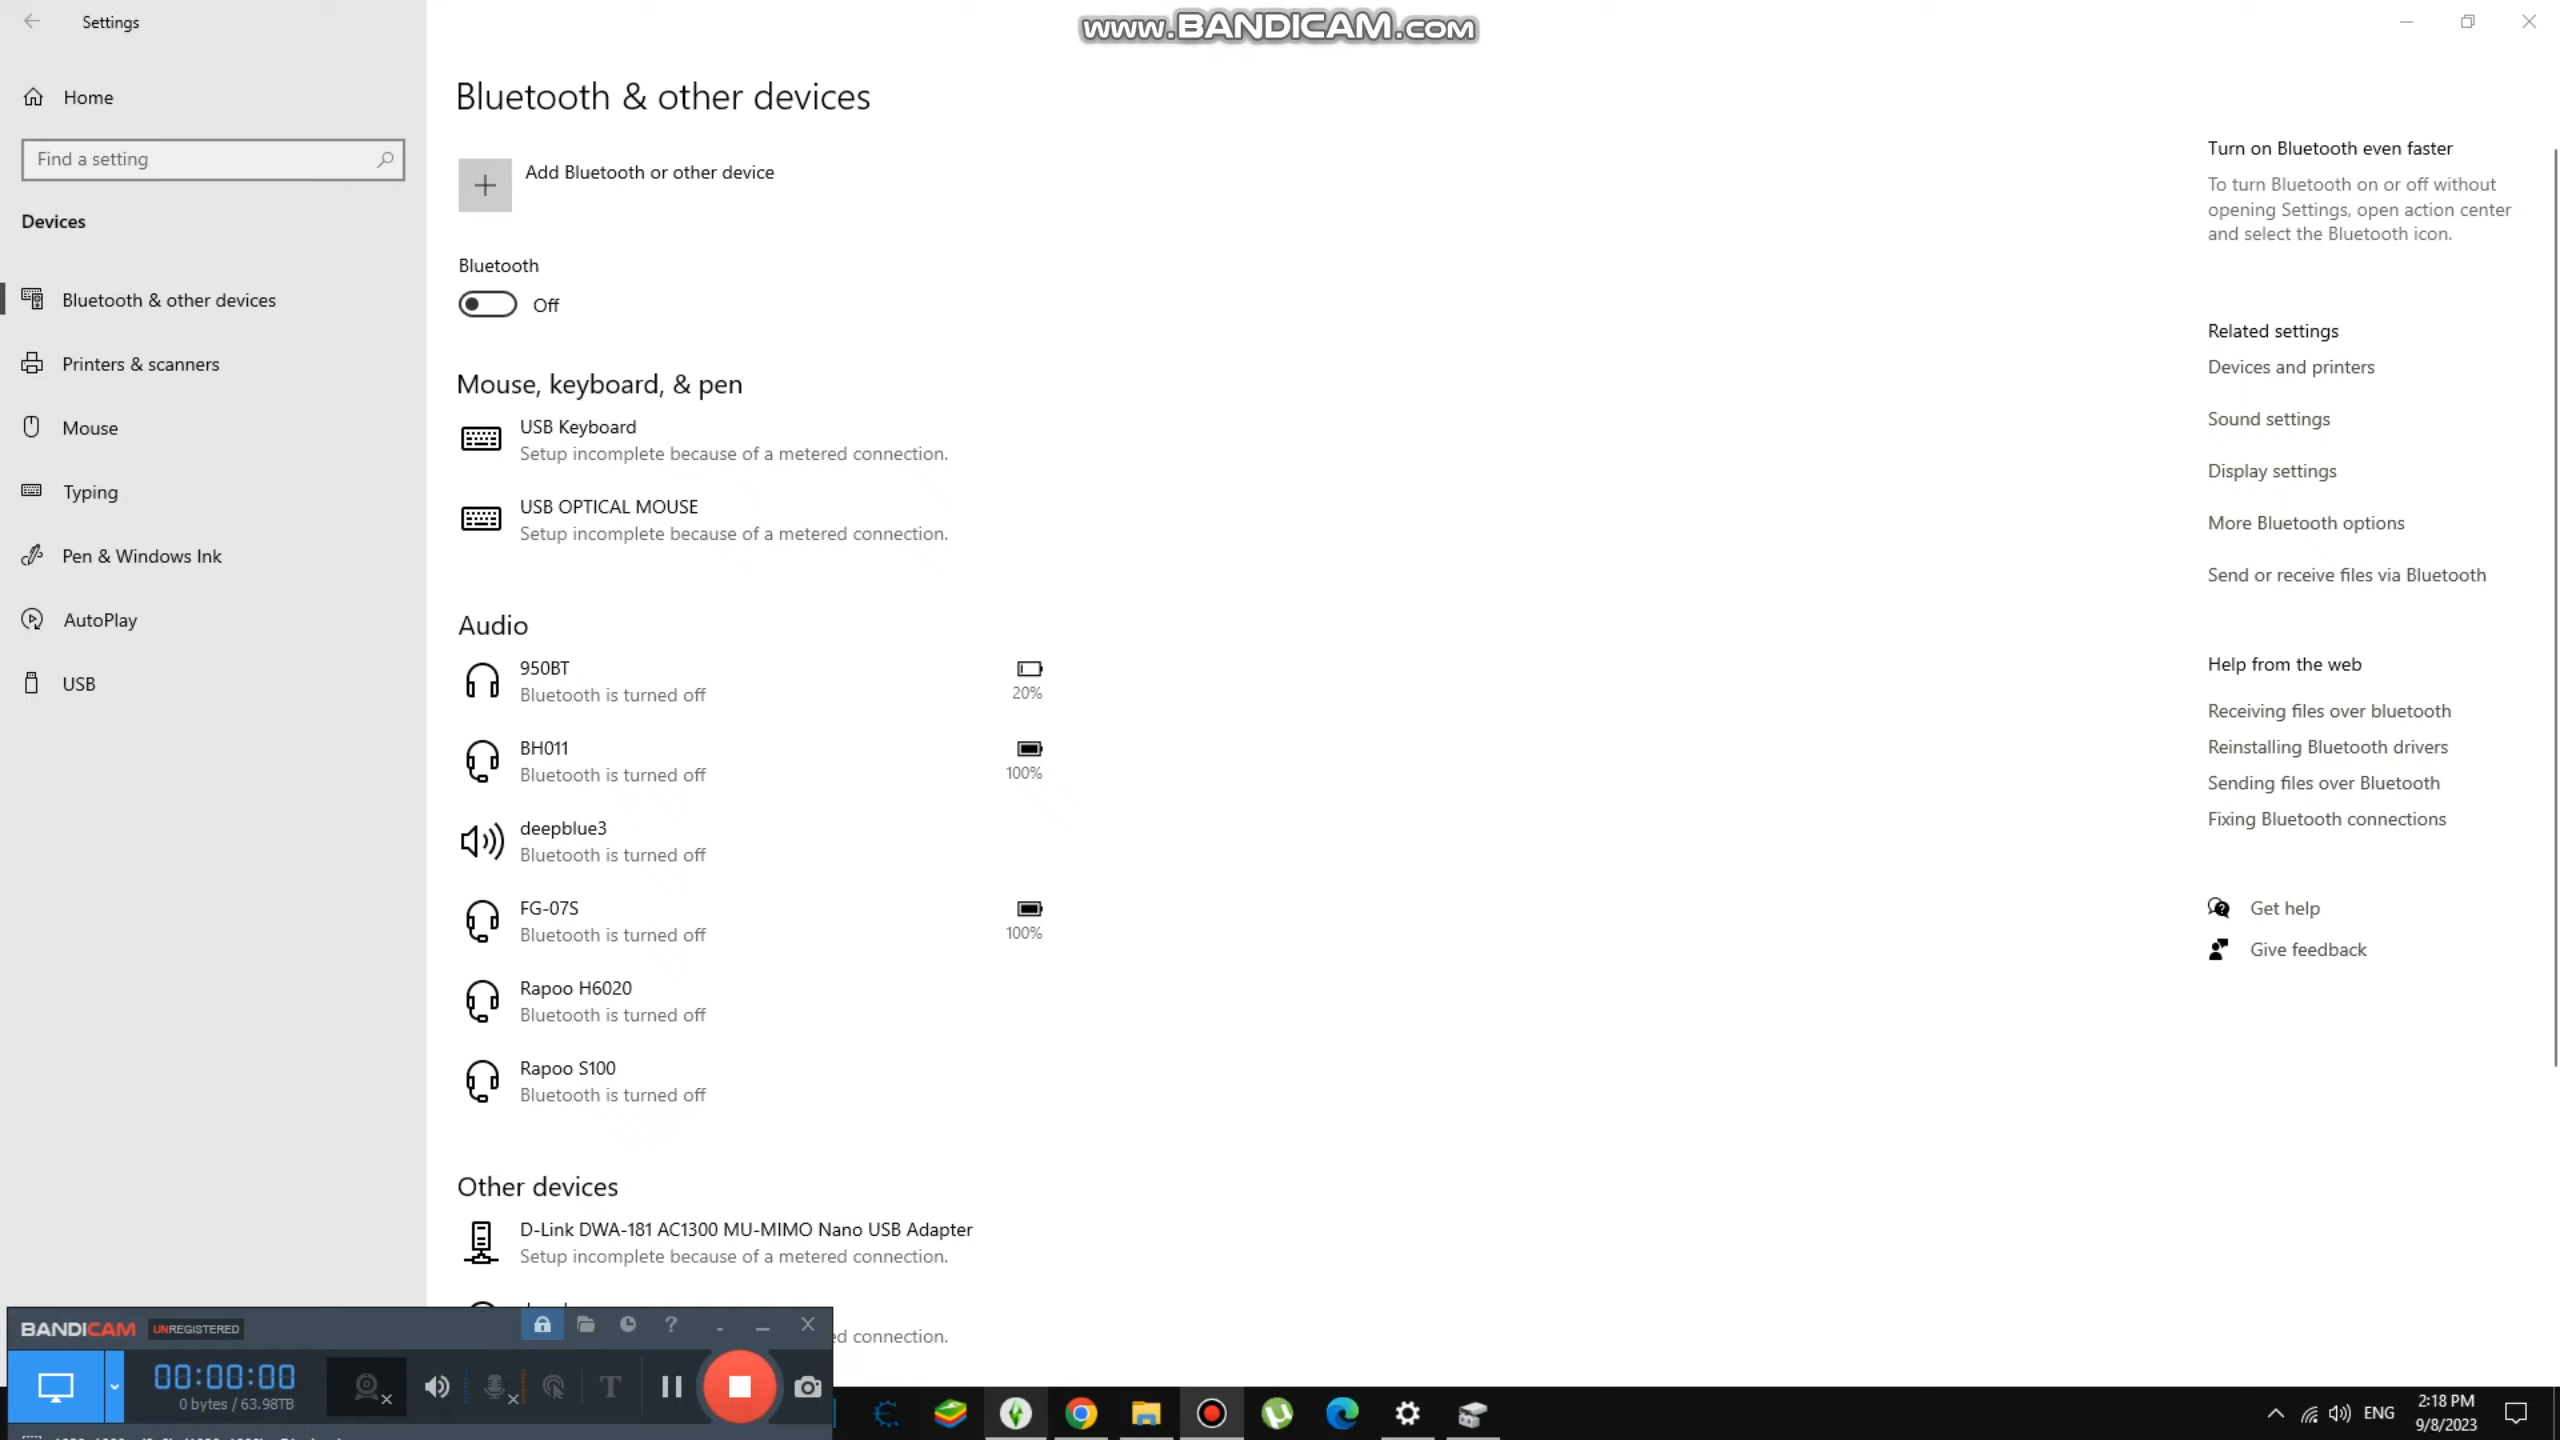 Settings
www.BANDICAM.com
Home
Find a setting
Devices
Bluetooth & other devices
Printers & scanners
Mouse
Typing
Pen & Windows Ink
AutoPlay
USB
Bluetooth & other devices
Add Bluetooth or other device
Bluetooth
Off
Mouse, keyboard, & pen
USB Keyboard
Setup incomplete because of a metered connection.
USB OPTICAL MOUSE
Setup incomplete because of a metered connection.
Audio
950BT
Bluetooth is turned off
20%
BH011
Bluetooth is turned off
100%
deepblue3
Bluetooth is turned off
FG-07S
Bluetooth is turned off
100%
Rapoo H6020
Bluetooth is turned off
Rapoo S100
Bluetooth is turned off
Other devices
D-Link DWA-181 AC1300 MU-MIMO Nano USB Adapter
Setup incomplete because of a metered connection.
connection.
Turn on Bluetooth even faster
To turn Bluetooth on or off without
opening Settings, open action center
and select the Bluetooth icon.
Related settings
Devices and printers
Sound settings
Display settings
More Bluetooth options
Send or receive files via Bluetooth
Help from the web
Receiving files over bluetooth
Reinstalling Bluetooth drivers
Sending files over Bluetooth
Fixing Bluetooth connections
Get help
Give feedback
BANDICAM UNREGISTERED
00:00:00
0 bytes / 63.98TB
ENG
2:18 PM
9/8/2023